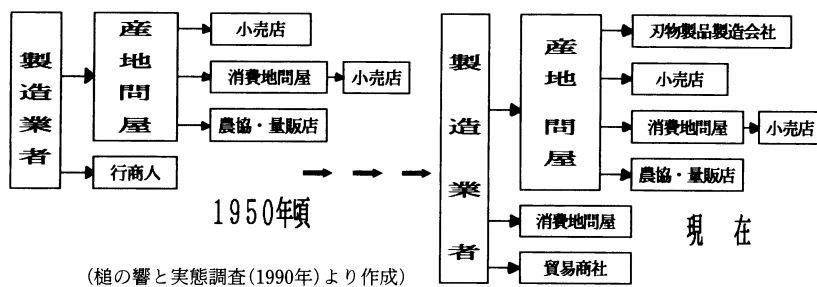 製造業者
産地問屋
小売店
消費地問屋
小売店
農協・量販店
行商人
1950年頃
製造業者
産地問屋
刃物製品製造会社
小売店
消費地問屋
小売店
農協・量販店
消費地問屋
貿易商社
現在
(槌の響と実態調査(1990年)より作成)